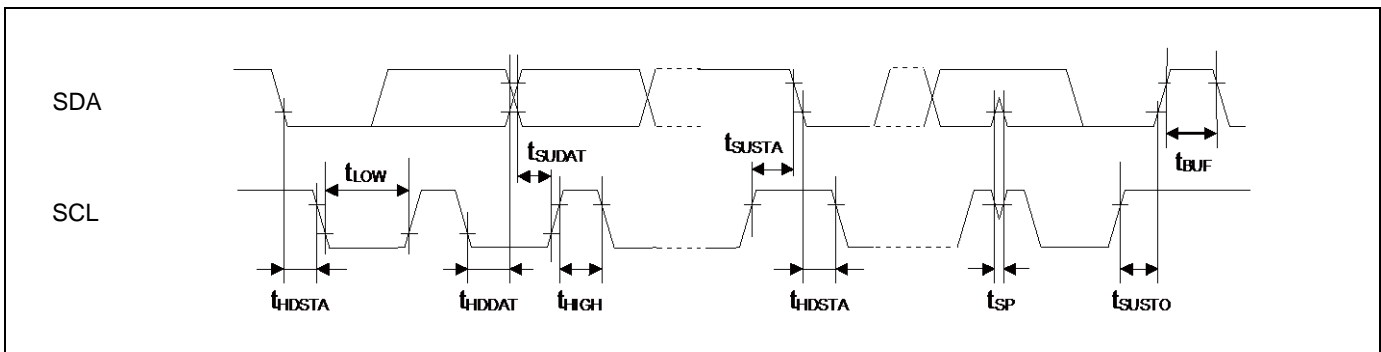 SDA
tSUDAT
tSUSTA
tLOW
tBUF
SCL
tHDSTA
tHDDAT
tHIGH
tHDSTA
tSP
tSUSTO